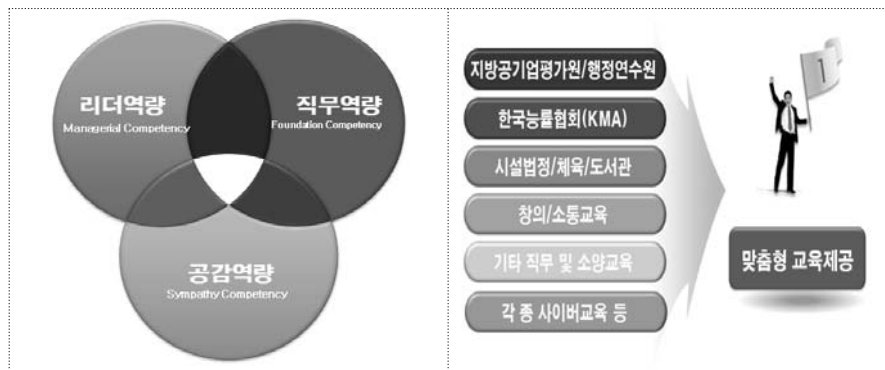 리더역량
Managerial Competency
직무역량
Foundation Competency
공감역량
Sympathy Competency
지방공기업평가원/행정연수원
한국능률협회(KMA)
시설법정/체육/도서관
창의/소통교육
기타 직무 및 소양교육
각 종 사이버교육 등
1
맞춤형 교육제공